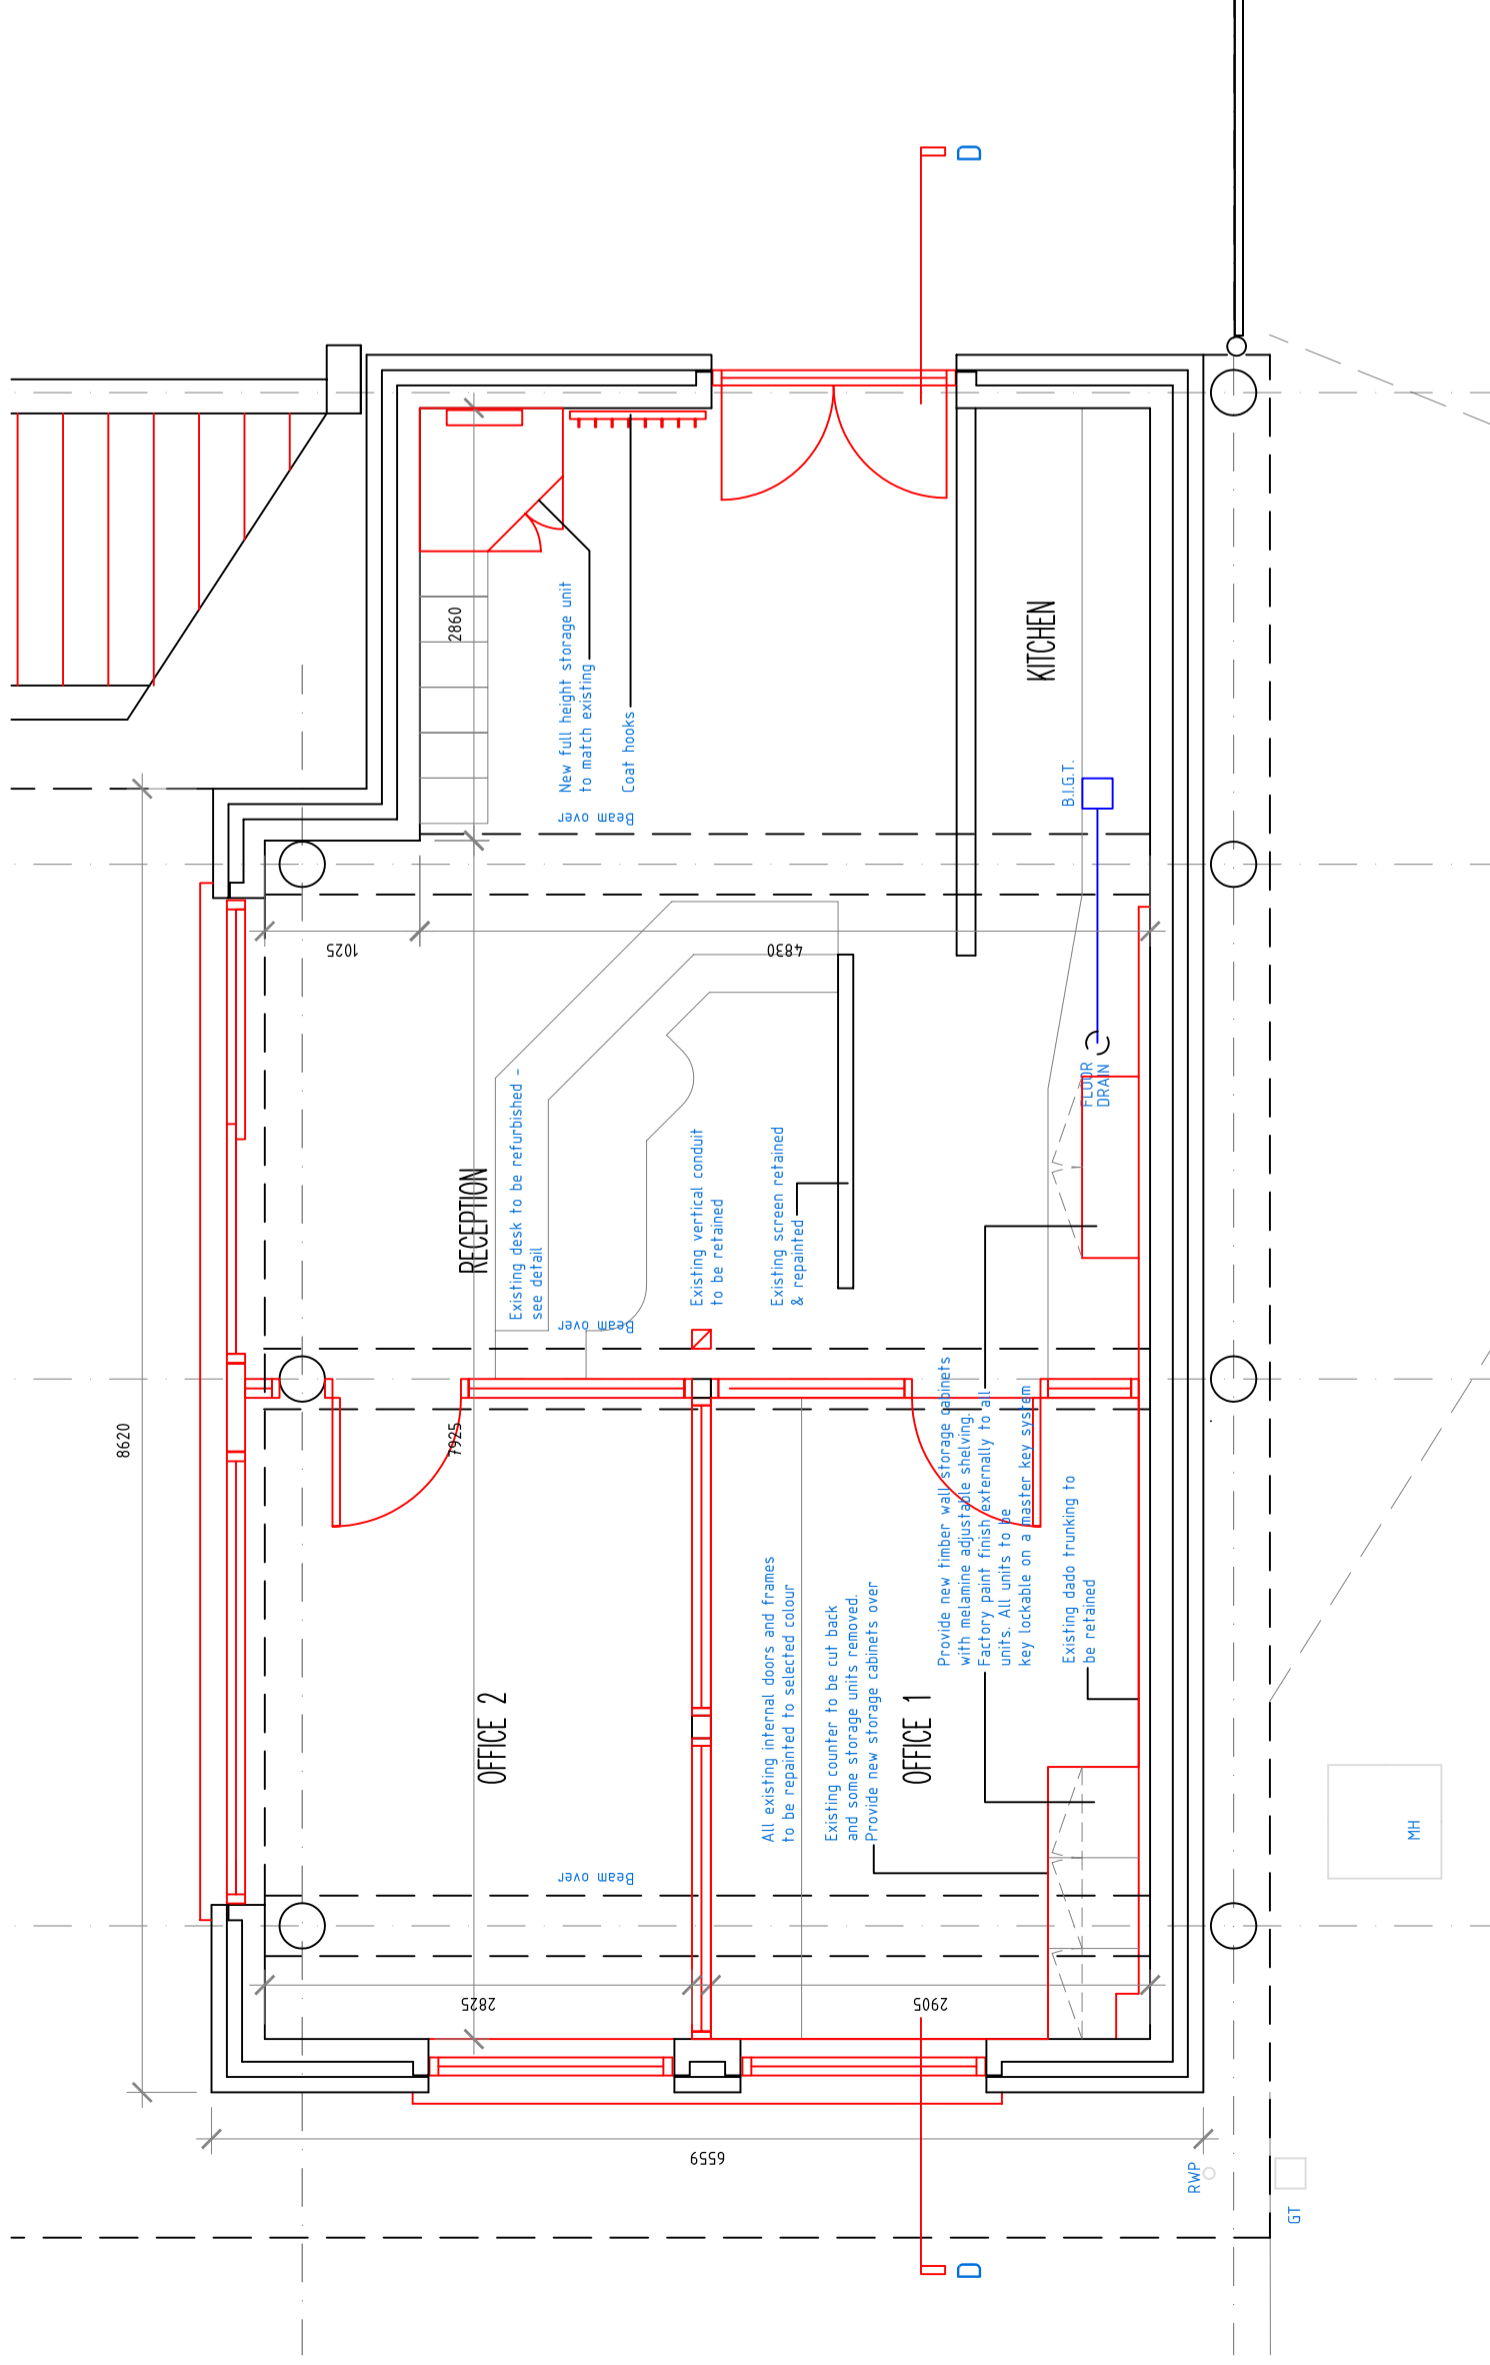 D
New full height storage unit
to match existing
Coat hooks
Beam over
2860
KITCHEN
B.I.G.T.
1025
4830
FLOOR
DRAIN
RECEPTION
Existing desk to be refurbished -
see detail
Existing vertical conduit
to be retained
Existing screen retained
& repainted
Beam over
8620
7925
Provide new timber wall storage cabinets
with melamine adjustable shelving.
Factory paint finish externally to all
units. All units to be
key lockable on a master key system
Existing dado trunking to
be retained
All existing internal doors and frames
to be repainted to selected colour
Existing counter to be cut back
and some storage units removed.
Provide new storage cabinets over
OFFICE 2
OFFICE 1
Beam over
MH
2825
2905
6559
RWP
GT
D